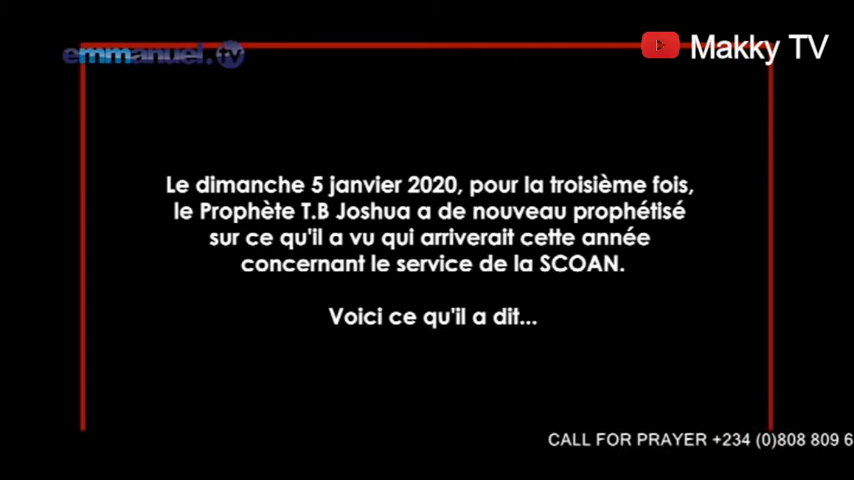 emmanuel.tv
Makky TV
Le dimanche 5 janvier 2020, pour la troisième fois,
le Prophète T.B Joshua a de nouveau prophétisé
sur ce qu'il a vu qui arriverait cette année
concernant le service de la SCOAN.
Voici ce qu'il a dit...
CALL FOR PRAYER +234 (0)808 809 6